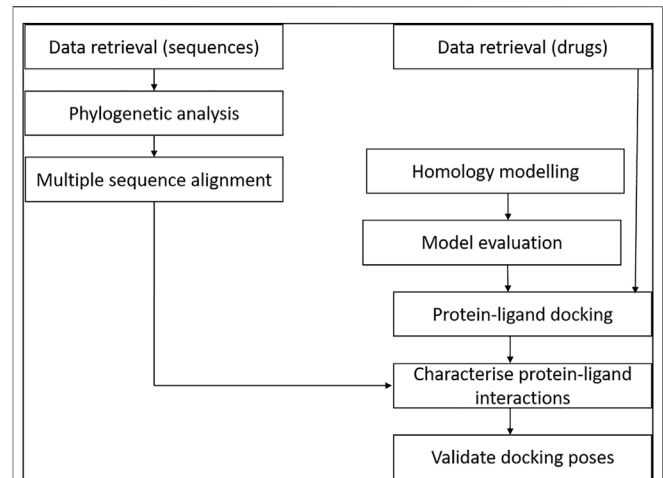 Data retrieval (sequences)
Data retrieval (drugs)
Phylogenetic analysis
Multiple sequence alignment
Homology modelling
Model evaluation
Protein-ligand docking
Characterise protein-ligand
interactions
Validate docking poses